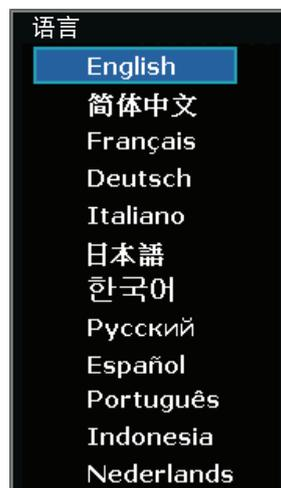 语言
English
简体中文
Français
Deutsch
Italiano
日本語
한국어
Русский
Español
Português
Indonesia
Nederlands